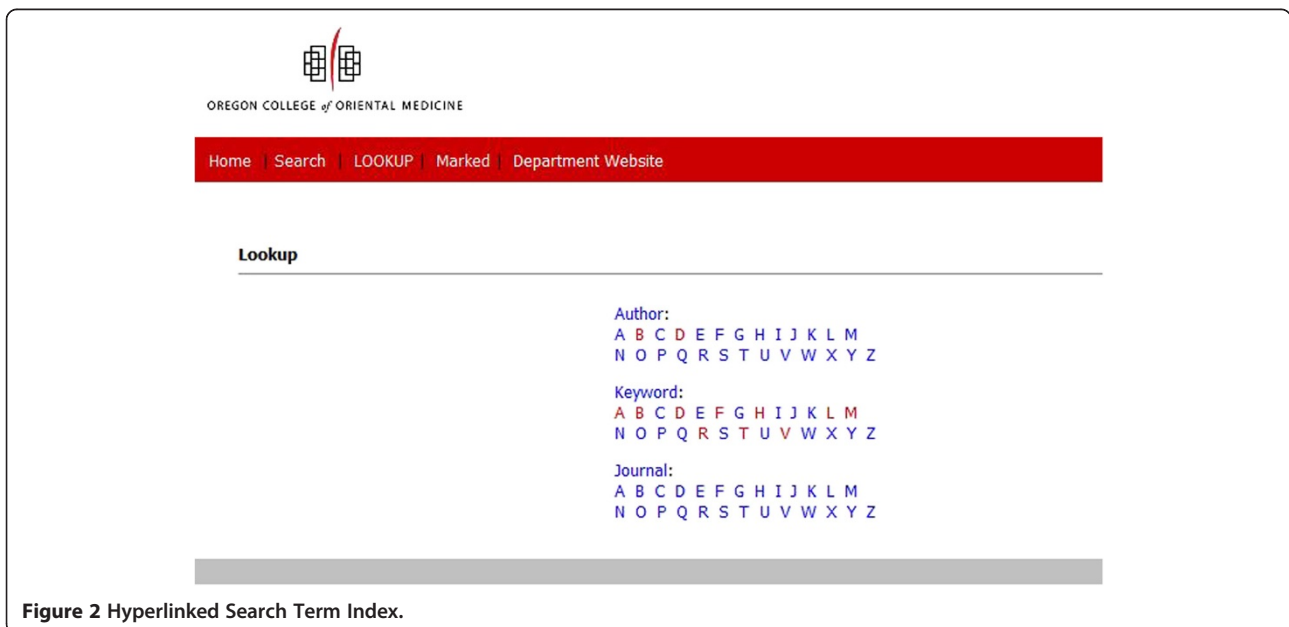 OREGON COLLEGE of ORIENTAL MEDICINE
Home | Search | LOOKUP | Marked | Department Website
Lookup
Author:
A B C D E F G H I J K L M
N O P Q R S T U V W X Y Z
Keyword:
A B C D E F G H I J K L M
N O P Q R S T U V W X Y Z
Journal:
A B C D E F G H I J K L M
N O P Q R S T U V W X Y Z
Figure 2 Hyperlinked Search Term Index.